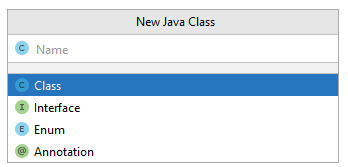 New Java Class
C Name
C Class
I Interface
E Enum
@ Annotation